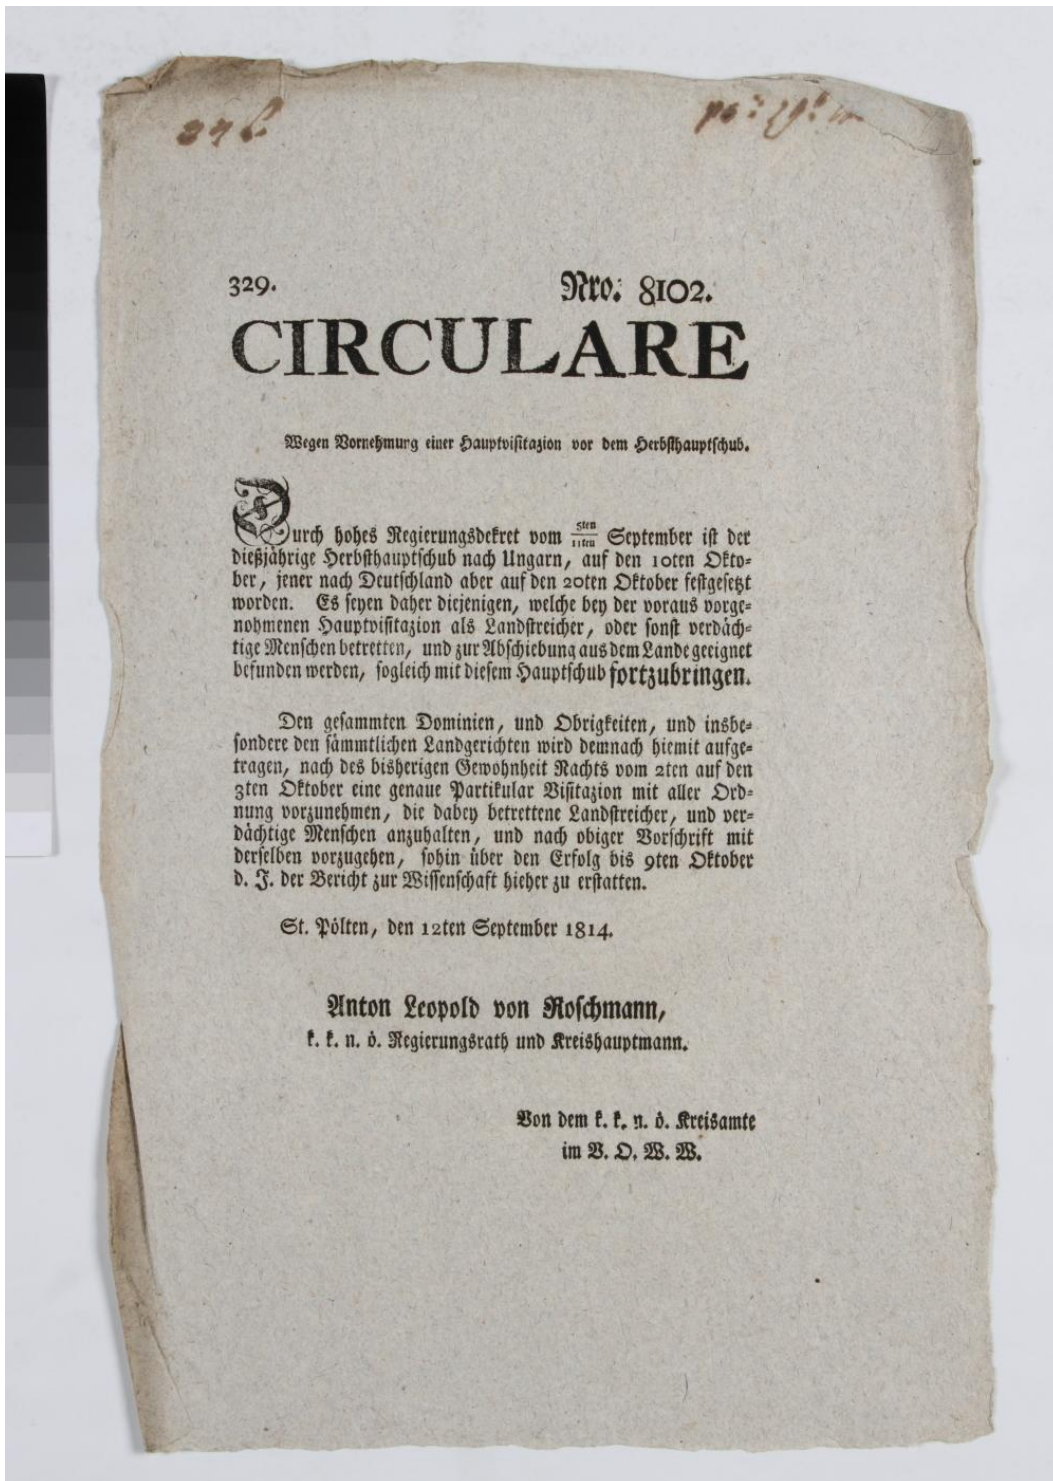 329. Nro. 8102.
CIRCULARE
Wegen Vornehmung einer Hauptvisitazion vor dem Herbsthauptschub.
Durch hohes Regierungsdekret vom 5ten/11ten September ist der
dießjährige Herbsthauptschub nach Ungarn, auf den 10ten Okto-
ber, jener nach Deutschland aber auf den 20ten Oktober festgesetzt
worden. Es seyen daher diejenigen, welche bey der voraus vorge-
nohmenen Hauptvisitazion als Landstreicher, oder sonst verdäch-
tige Menschen betretten, und zur Abschiebung aus dem Lande geeignet
befunden werden, sogleich mit diesem Hauptschub fortzubringen.
Den gesammten Dominien, und Obrigkeiten, und insbe-
sondere den sämmtlichen Landgerichten wird demnach hiemit aufge-
tragen, nach des bisherigen Gewohnheit Nachts vom 2ten auf den
3ten Oktober eine genaue Partikular Visitazion mit aller Ord-
nung vorzunehmen, die dabey betrettene Landstreicher, und ver-
dächtige Menschen anzuhalten, und nach obiger Vorschrift mit
derselben vorzugehen, sohin über den Erfolg bis 9ten Oktober
d. J. der Bericht zur Wissenschaft hieher zu erstatten.
St. Pölten, den 12ten September 1814.
Anton Leopold von Roschmann,
k. k. n. ö. Regierungsrath und Kreishauptmann.
Von dem k. k. n. ö. Kreisamte
im V. O. W. W.